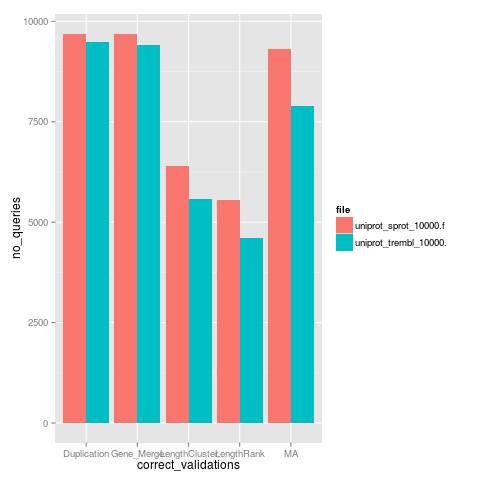 10000
7500
5000
2500
0
no_queries
Duplication Gene_Merge LengthCluster LengthRank MA
correct_validations
file
uniprot_sprot_10000.f
uniprot_trembl_10000.